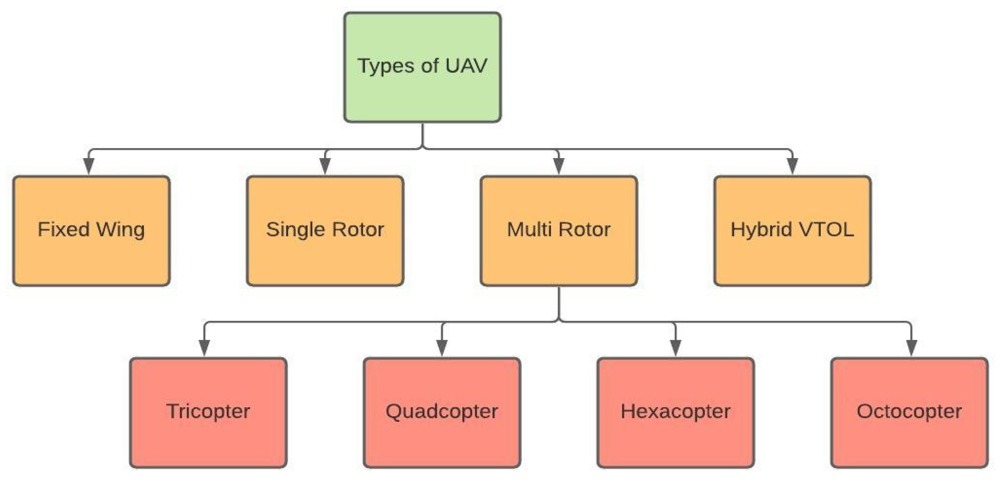 Types of UAV
Fixed Wing
Single Rotor
Multi Rotor
Hybrid VTOL
Tricopter
Quadcopter
Hexacopter
Octocopter